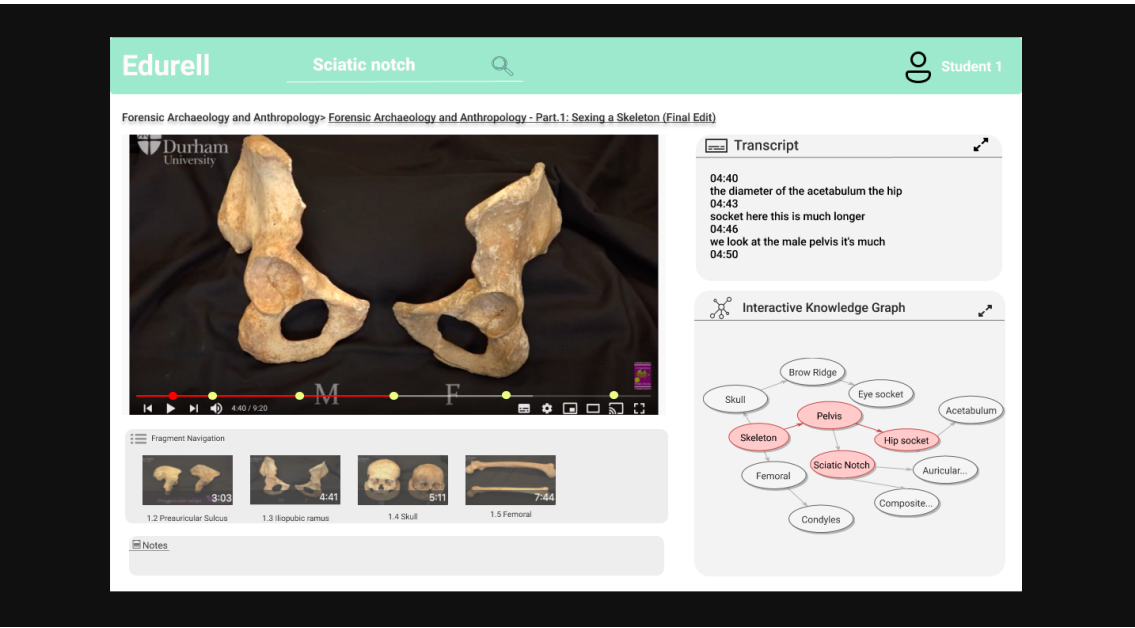 Edurell
Sciatic notch
Student 1
Forensic Archaeology and Anthropology> Forensic Archaeology and Anthropology - Part.1: Sexing a Skeleton (Final Edit)
Durham
University
M
F
4:40 / 9:20
Transcript
04:40
the diameter of the acetabulum the hip
04:43
socket here this is much longer
04:46
we look at the male pelvis it's much
04:50
Interactive Knowledge Graph
Brow Ridge
Skull
Eye socket
Pelvis
Acetabulum
Skeleton
Hip socket
Sciatic Notch
Femoral
Auricular...
Composite...
Condyles
Fragment Navigation
3:03
4:41
5:11
7:44
1.2 Preauricular Sulcus
1.3 Iliopubic ramus
1.4 Skull
1.5 Femoral
Notes